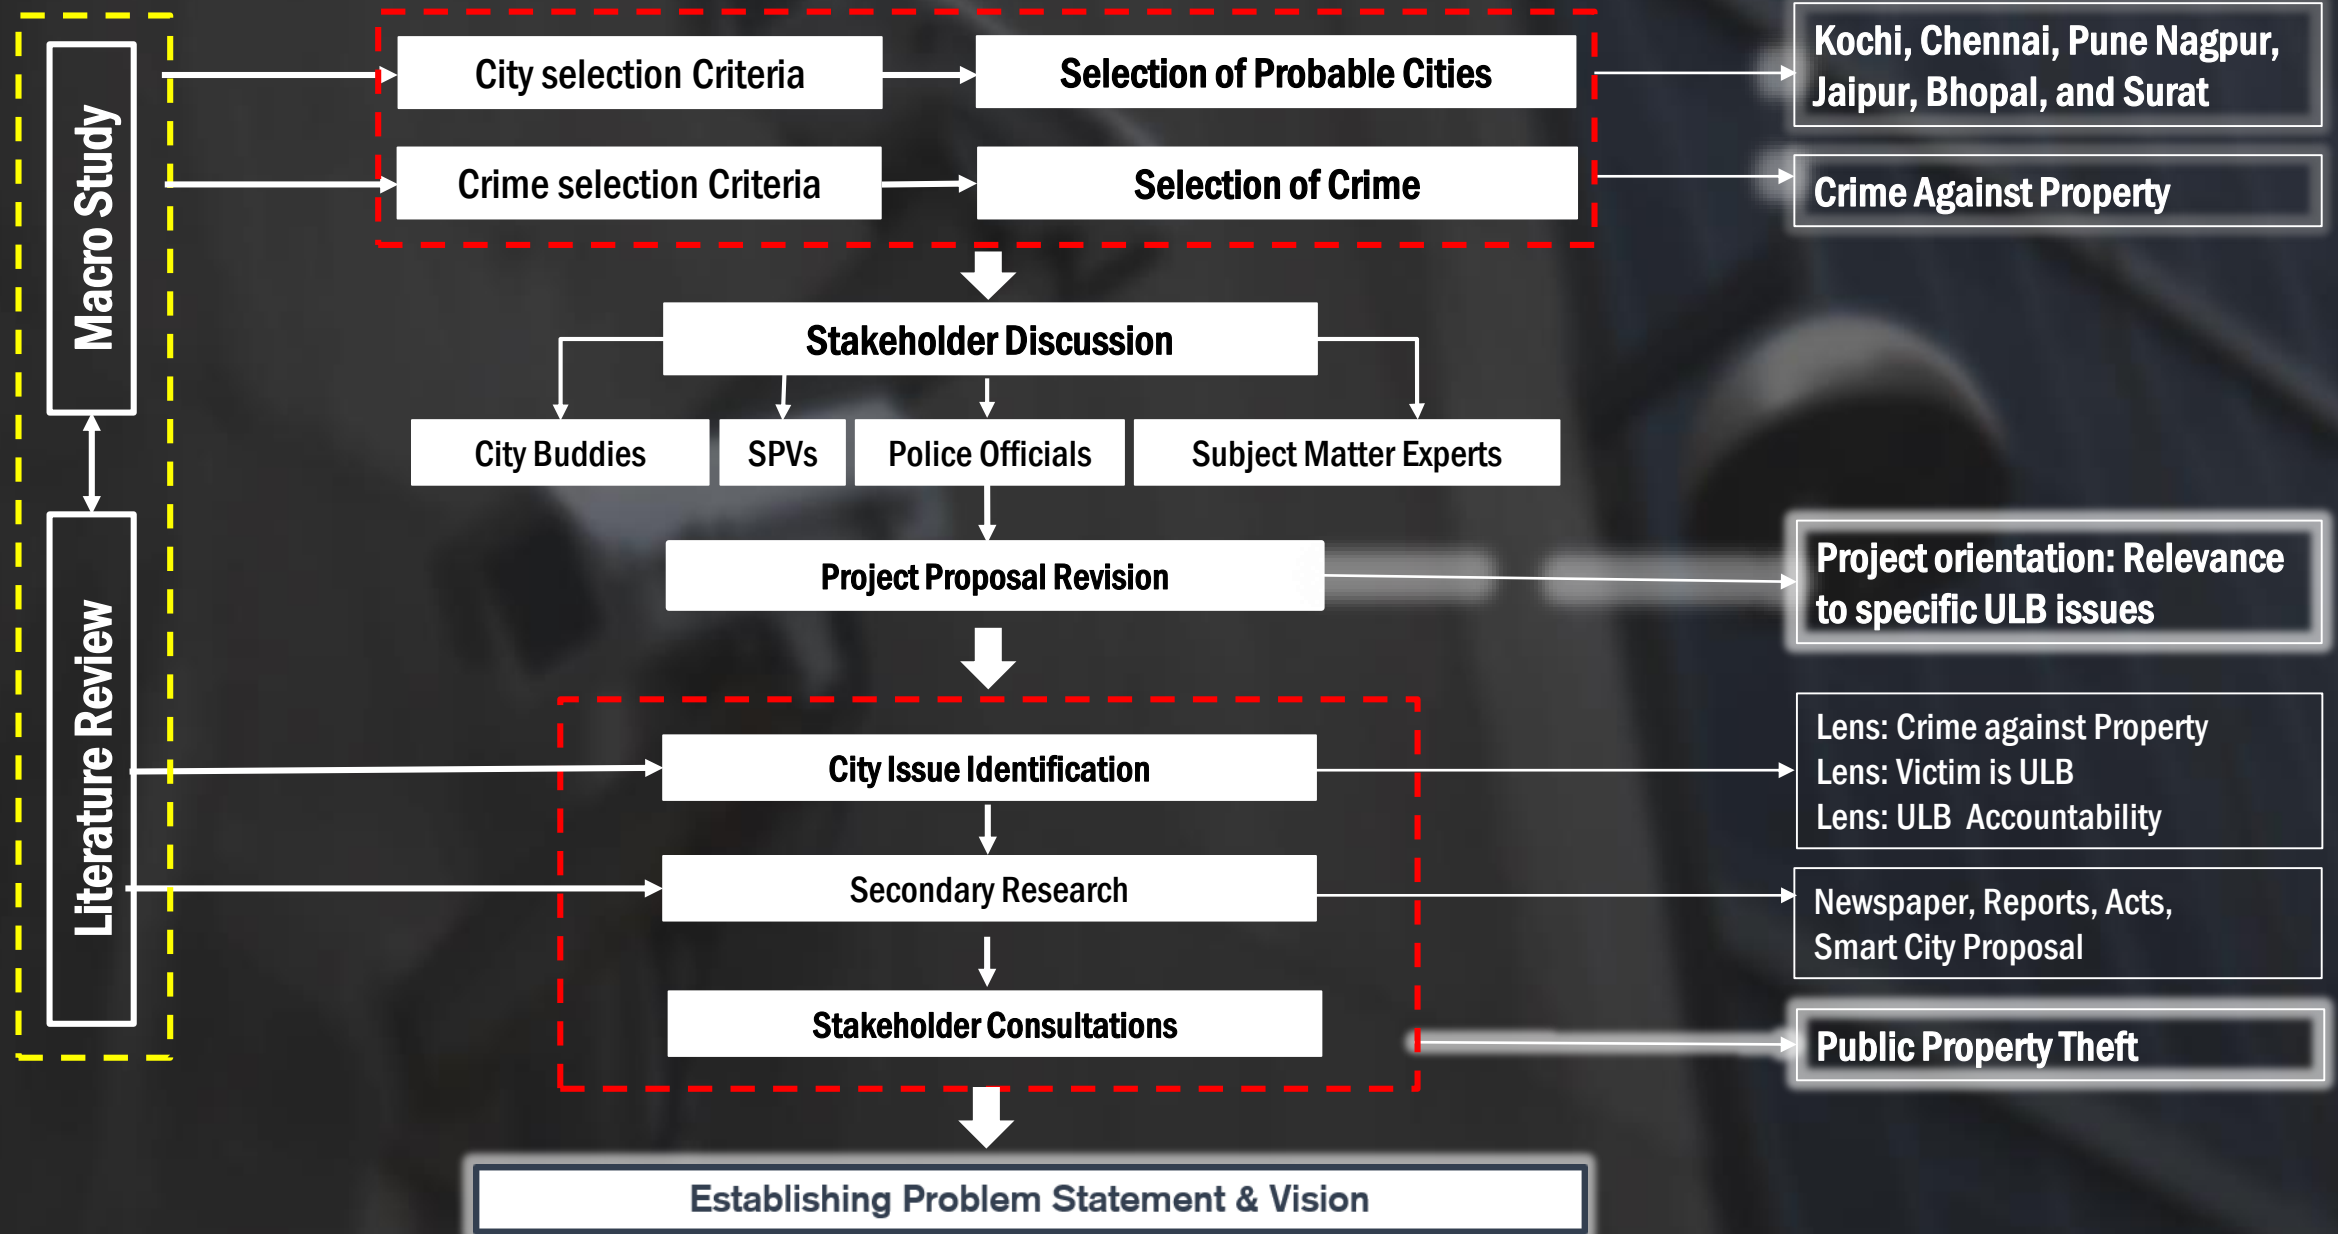 Macro Study
Literature Review
City selection Criteria
Selection of Probable Cities
Kochi, Chennai, Pune Nagpur,
Jaipur, Bhopal, and Surat
Crime selection Criteria
Selection of Crime
Crime Against Property
Stakeholder Discussion
City Buddies
SPVs
Police Officials
Subject Matter Experts
Project Proposal Revision
Project orientation: Relevance
to specific ULB issues
City Issue Identification
Lens: Crime against Property
Lens: Victim is ULB
Lens: ULB Accountability
Secondary Research
Newspaper, Reports, Acts,
Smart City Proposal
Stakeholder Consultations
Public Property Theft
Establishing Problem Statement & Vision